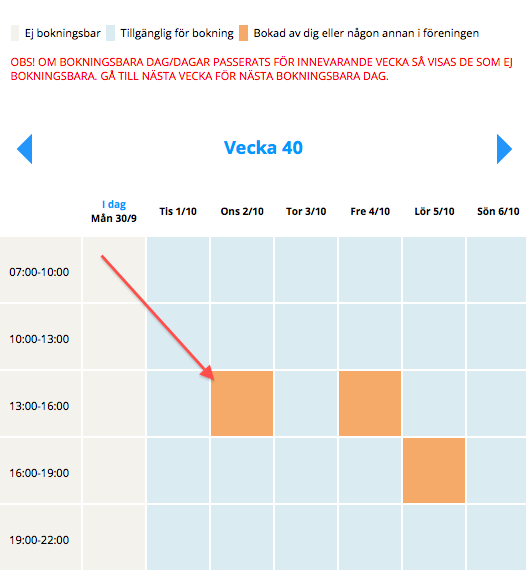 Ej bokningsbar Tillgänglig för bokning Bokad av dig eller någon annan i föreningen
OBS! OM BOKNINGSBARA DAG/DAGAR PASSERATS FÖR INNEVARANDE VECKA SÅ VISAS DE SOM EJ
BOKNINGSBARA. GÅ TILL NÄSTA VECKA FÖR NÄSTA BOKNINGSBARA DAG.
Vecka 40
I dag
Mån 30/9 Tis 1/10 Ons 2/10 Tor 3/10 Fre 4/10 Lör 5/10 Sön 6/10
07:00-10:00
10:00-13:00
13:00-16:00
16:00-19:00
19:00-22:00